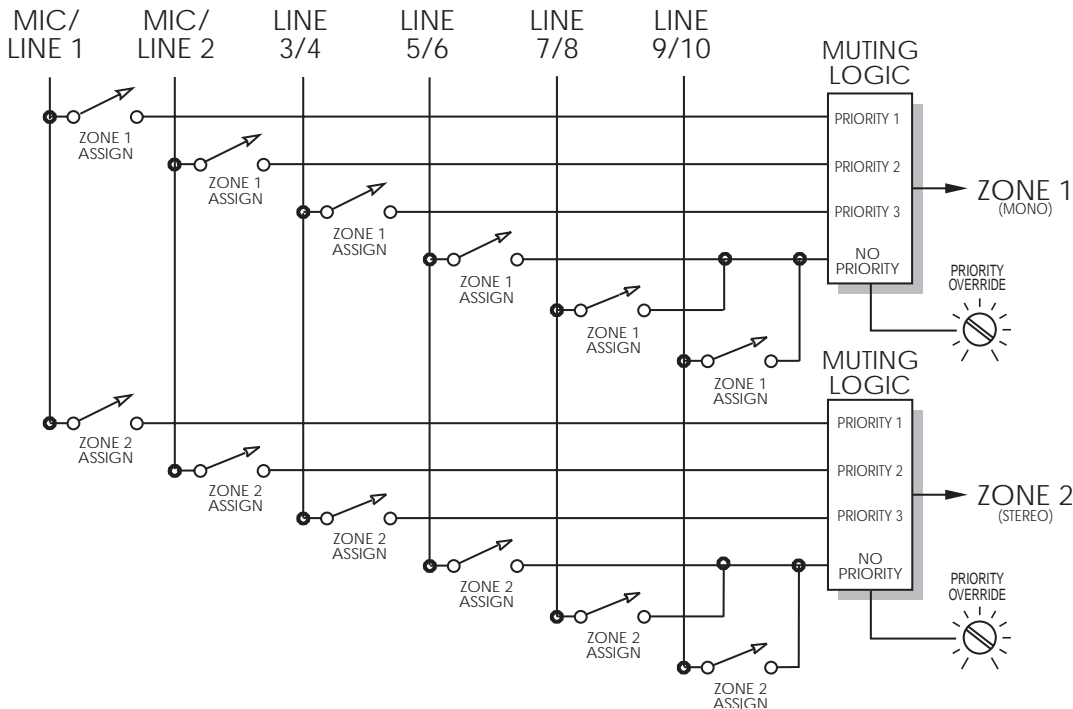 MIC/
LINE 1
MIC/
LINE 2
LINE
3/4
LINE
5/6
LINE
7/8
LINE
9/10
MUTING
LOGIC
PRIORITY 1
ZONE 1
ASSIGN
PRIORITY 2
ZONE 1
ASSIGN
ZONE 1
(MONO)
PRIORITY 3
ZONE 1
ASSIGN
NO
PRIORITY
ZONE 1
ASSIGN
PRIORITY
OVERRIDE
ZONE 1
ASSIGN
ZONE 1
ASSIGN
MUTING
LOGIC
PRIORITY 1
ZONE 2
ASSIGN
PRIORITY 2
ZONE 2
ASSIGN
ZONE 2
(STEREO)
PRIORITY 3
ZONE 2
ASSIGN
NO
PRIORITY
ZONE 2
ASSIGN
PRIORITY
OVERRIDE
ZONE 2
ASSIGN
ZONE 2
ASSIGN